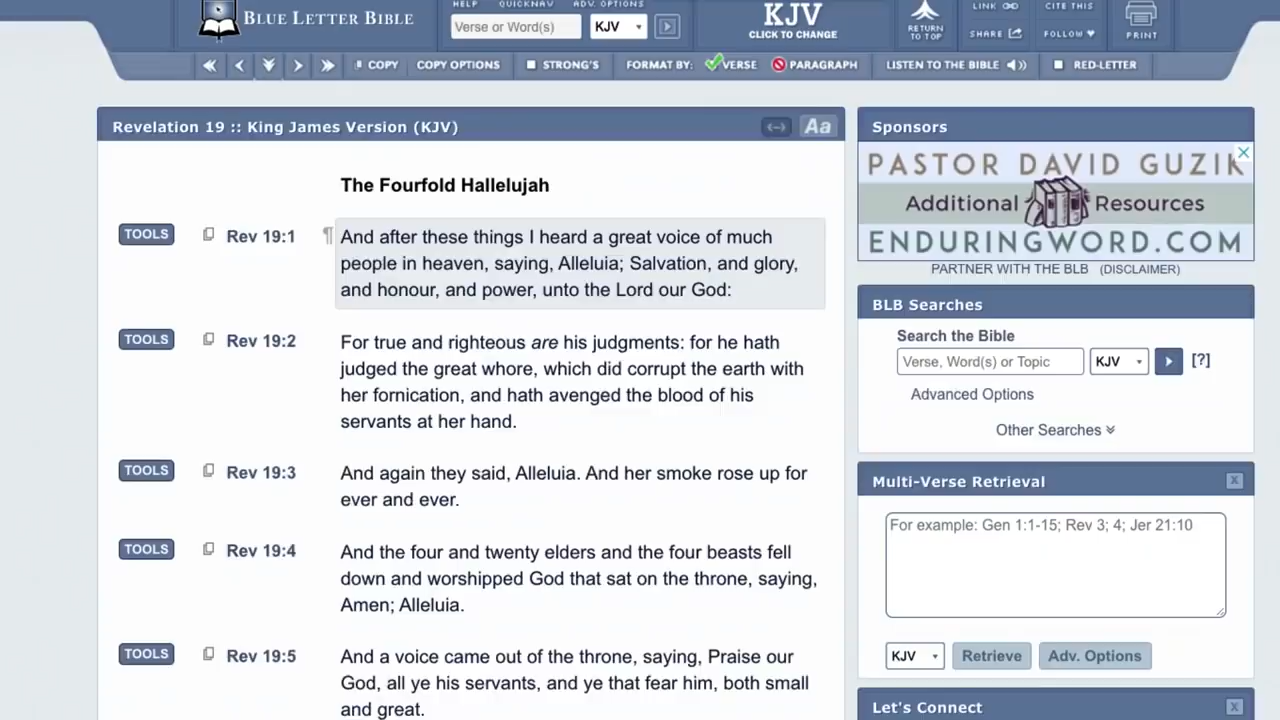 HELP QUICKNAV ADV. OPTIONS
BLUE LETTER BIBLE
Verse or Word(s)
KJV
KJV
CLICK TO CHANGE
RETURN
TO TOP
LINK
CITE THIS
SHARE
FOLLOW
PRINT
COPY COPY OPTIONS STRONG'S FORMAT BY: VERSE PARAGRAPH LISTEN TO THE BIBLE RED-LETTER
Revelation 19 :: King James Version (KJV)
Aa
The Fourfold Hallelujah
TOOLS Rev 19:1 ¶ And after these things I heard a great voice of much
people in heaven, saying, Alleluia; Salvation, and glory,
and honour, and power, unto the Lord our God:
TOOLS Rev 19:2 For true and righteous are his judgments: for he hath
judged the great whore, which did corrupt the earth with
her fornication, and hath avenged the blood of his
servants at her hand.
TOOLS Rev 19:3 And again they said, Alleluia. And her smoke rose up for
ever and ever.
TOOLS Rev 19:4 And the four and twenty elders and the four beasts fell
down and worshipped God that sat on the throne, saying,
Amen; Alleluia.
TOOLS Rev 19:5 And a voice came out of the throne, saying, Praise our
God, all ye his servants, and ye that fear him, both small
and great.
Sponsors
PASTOR DAVID GUZIK
Additional Resources
ENDURINGWORD.COM
PARTNER WITH THE BLB (DISCLAIMER)
BLB Searches
Search the Bible
Verse, Word(s) or Topic KJV [?]
Advanced Options
Other Searches
Multi-Verse Retrieval X
For example: Gen 1:1-15; Rev 3; 4; Jer 21:10
KJV Retrieve Adv. Options
Let's Connect X